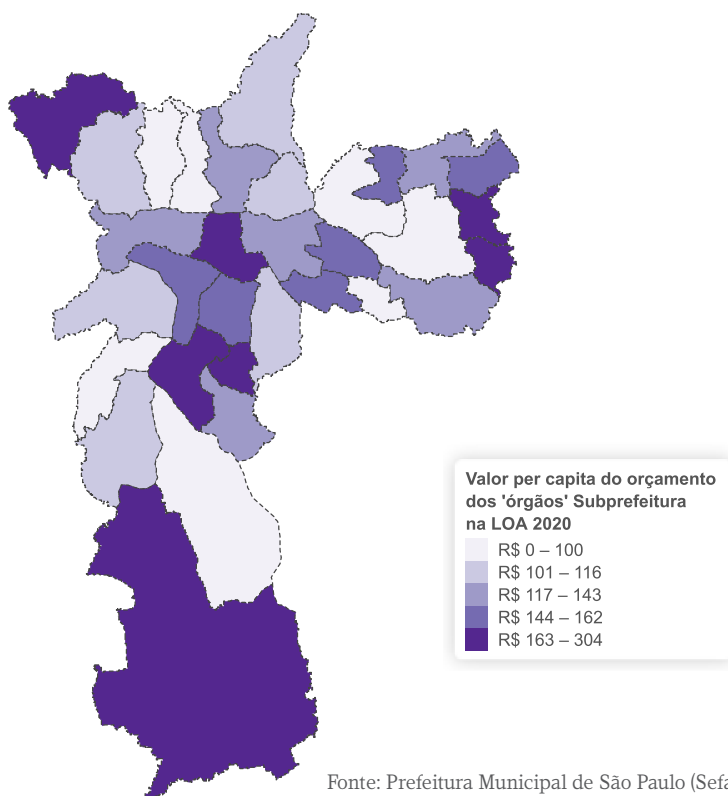 Valor per capita do orçamento
dos 'órgãos' Subprefeitura
na LOA 2020
R$ 0 – 100
R$ 101 – 116
R$ 117 – 143
R$ 144 – 162
R$ 163 – 304
Fonte: Prefeitura Municipal de São Paulo (Sefa